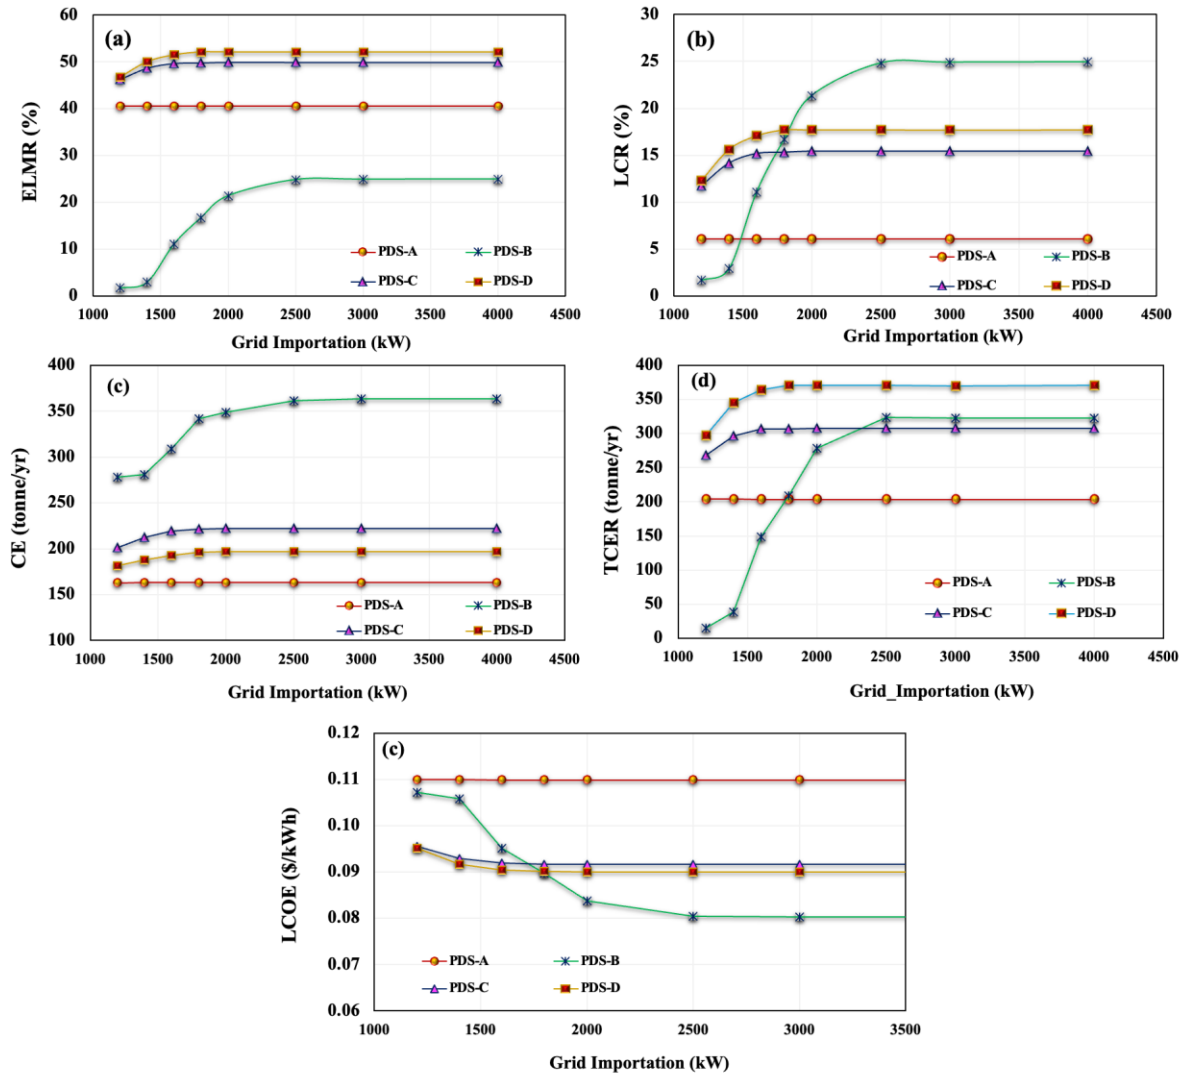 (a)
ELMR (%)
60
50
40
30
20
10
0
PDS-A PDS-B
PDS-C PDS-D
1000 1500 2000 2500 3000 3500 4000 4500
Grid Importation (kW)
(b)
LCR (%)
30
25
20
15
10
5
0
PDS-A PDS-B
PDS-C PDS-D
1000 1500 2000 2500 3000 3500 4000 4500
Grid Importation (kW)
(c)
CE (tonne/yr)
400
350
300
250
200
150
100
PDS-A PDS-B
PDS-C PDS-D
1000 1500 2000 2500 3000 3500 4000 4500
Grid Importation (kW)
(d)
TCER (tonne/yr)
400
350
300
250
200
150
100
50
0
PDS-A PDS-B
PDS-C PDS-D
1000 1500 2000 2500 3000 3500 4000 4500
Grid_Importation (kW)
(c)
LCOE ($/kWh)
0.12
0.11
0.10
0.09
0.08
0.07
0.06
PDS-A PDS-B
PDS-C PDS-D
1000 1500 2000 2500 3000 3500
Grid Importation (kW)